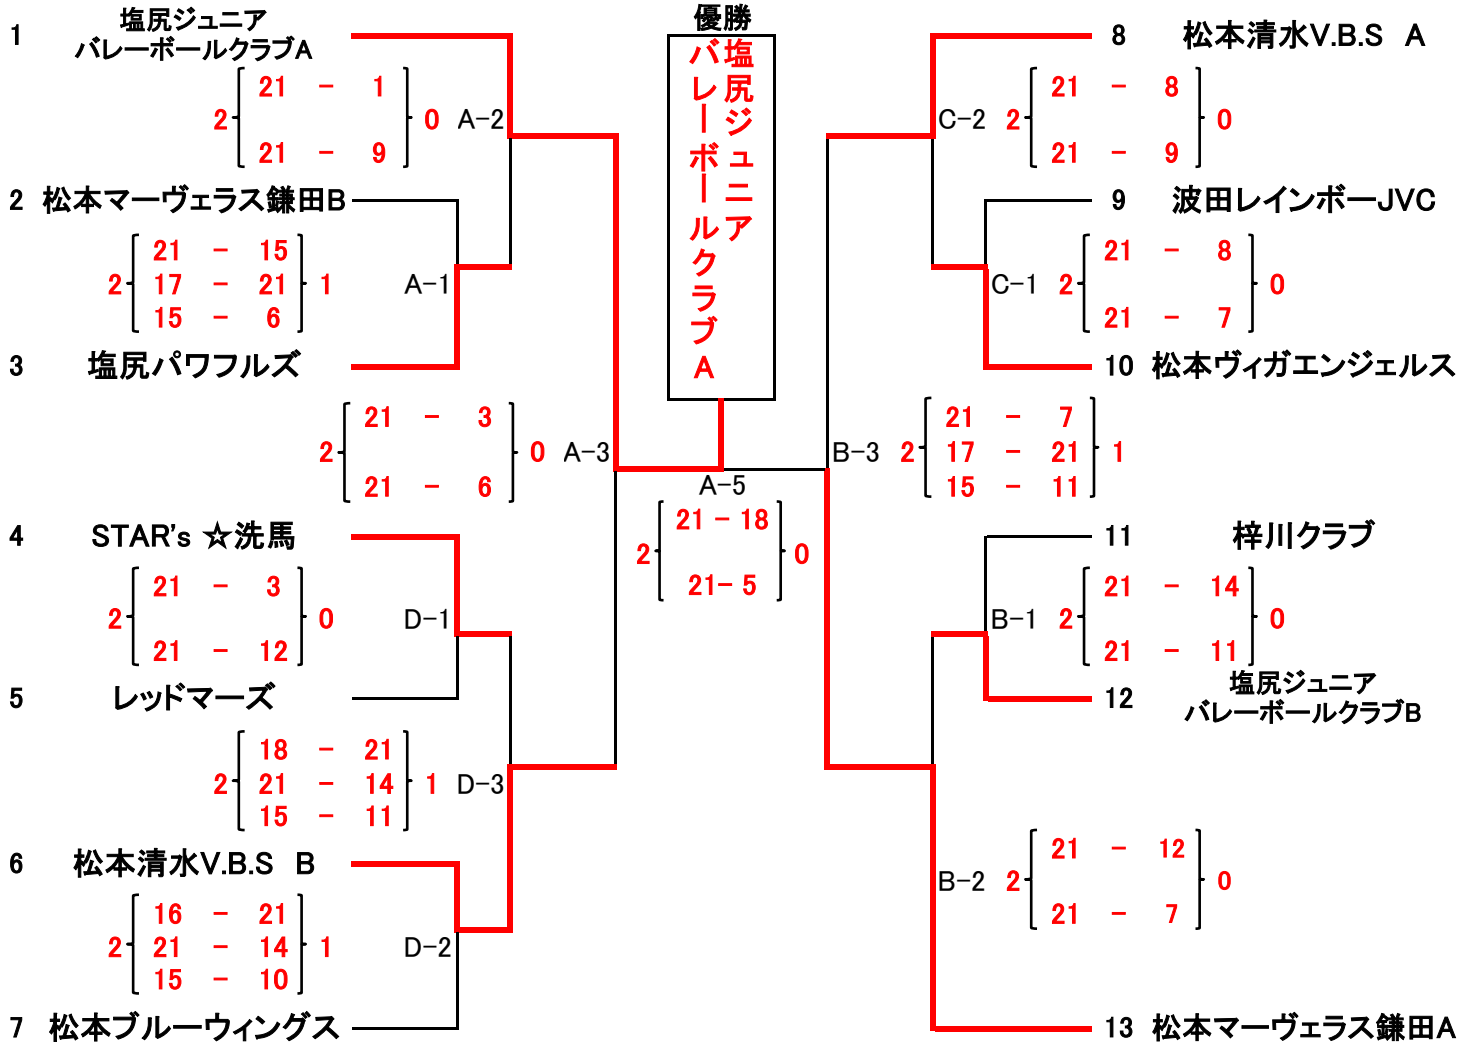 優勝
塩尻ジュニア
バレーボールクラブA
1 塩尻ジュニア
バレーボールクラブA
21 - 1
2 0 A-2
21 - 9
2 松本マーヴェラス鎌田B
21 - 15
2 17 - 21 1 A-1
15 - 6
3 塩尻パワフルズ
21 - 3
2 0 A-3
21 - 6
4 STAR's ☆洗馬
21 - 3
2 0 D-1
21 - 12
5 レッドマーズ
18 - 21
2 21 - 14 1 D-3
15 - 11
6 松本清水V.B.S B
16 - 21
2 21 - 14 1 D-2
15 - 10
7 松本ブルーウィングス
A-5
21 - 18
2 0
21- 5
8 松本清水V.B.S A
21 - 8
C-2 2 0
21 - 9
9 波田レインボーJVC
21 - 8
C-1 2 0
21 - 7
10 松本ヴィガエンジェルス
21 - 7
B-3 2 17 - 21 1
15 - 11
11 梓川クラブ
21 - 14
B-1 2 0
21 - 11
12 塩尻ジュニア
バレーボールクラブB
21 - 12
B-2 2 0
21 - 7
13 松本マーヴェラス鎌田A